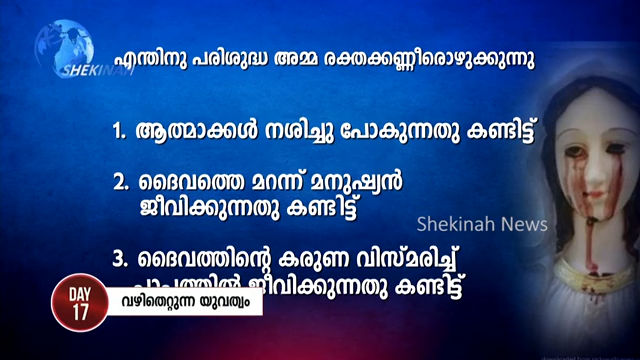 SHEKINAH
എന്തിനു പരിശുദ്ധ അമ്മ രക്തക്കണ്ണീരൊഴുക്കുന്നു
1. ആത്മാക്കൾ നശിച്ചു പോകുന്നതു കണ്ടിട്ട്
2. ദൈവത്തെ മറന്ന് മനുഷ്യൻ
ജീവിക്കുന്നതു കണ്ടിട്ട്
Shekinah News
3. ദൈവത്തിന്റെ കരുണ വിസ്മരിച്ച്
പാപത്തിൽ ജീവിക്കുന്നതു കണ്ടിട്ട്
DAY
17
വഴിതെറ്റുന്ന യുവത്വം